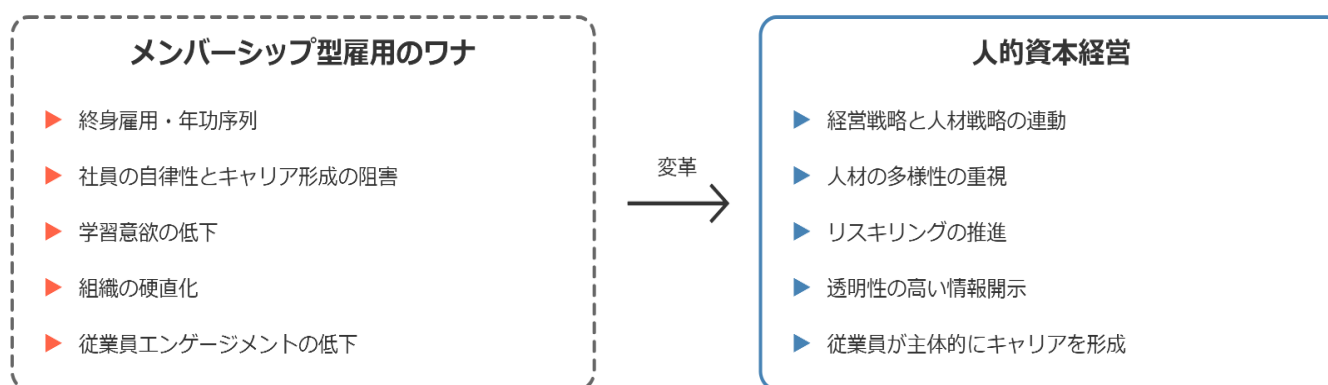 メンバーシップ型雇用のワナ
▶ 終身雇用・年功序列
▶ 社員の自律性とキャリア形成の阻害
▶ 学習意欲の低下
▶ 組織の硬直化
▶ 従業員エンゲージメントの低下
変革
人的資本経営
▶ 経営戦略と人材戦略の連動
▶ 人材の多様性の重視
▶ リスキリングの推進
▶ 透明性の高い情報開示
▶ 従業員が主体的にキャリアを形成